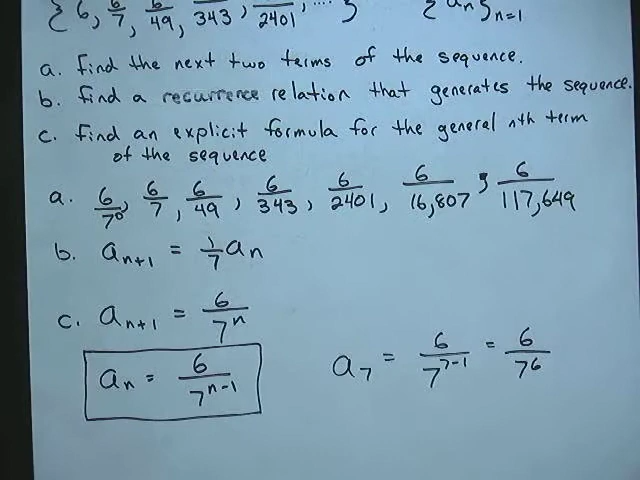 {6, 6/7, 6/49, 343, 2401, .... } { an }n=1
a. Find the next two terms of the sequence.
b. Find a recurrence relation that generates the sequence.
c. Find an explicit formula for the general nth term
of the sequence
a. 6/7⁰, 6/7, 6/49, 6/343, 6/2401, 6/16,807, 6/117,649
b. aₙ₊₁ = 1/7 aₙ
c. aₙ₊₁ = 6/7ⁿ
aₙ = 6/7ⁿ⁻¹
a₇ = 6/7⁷⁻¹ = 6/7⁶